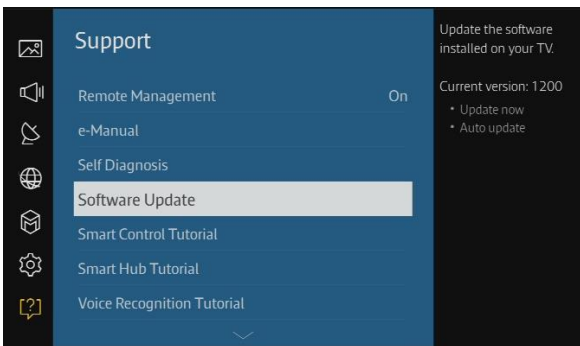 Support
Remote Management On
e-Manual
Self Diagnosis
Software Update
Smart Control Tutorial
Smart Hub Tutorial
Voice Recognition Tutorial
Update the software
installed on your TV.
Current version: 1200
• Update now
• Auto update
[?]